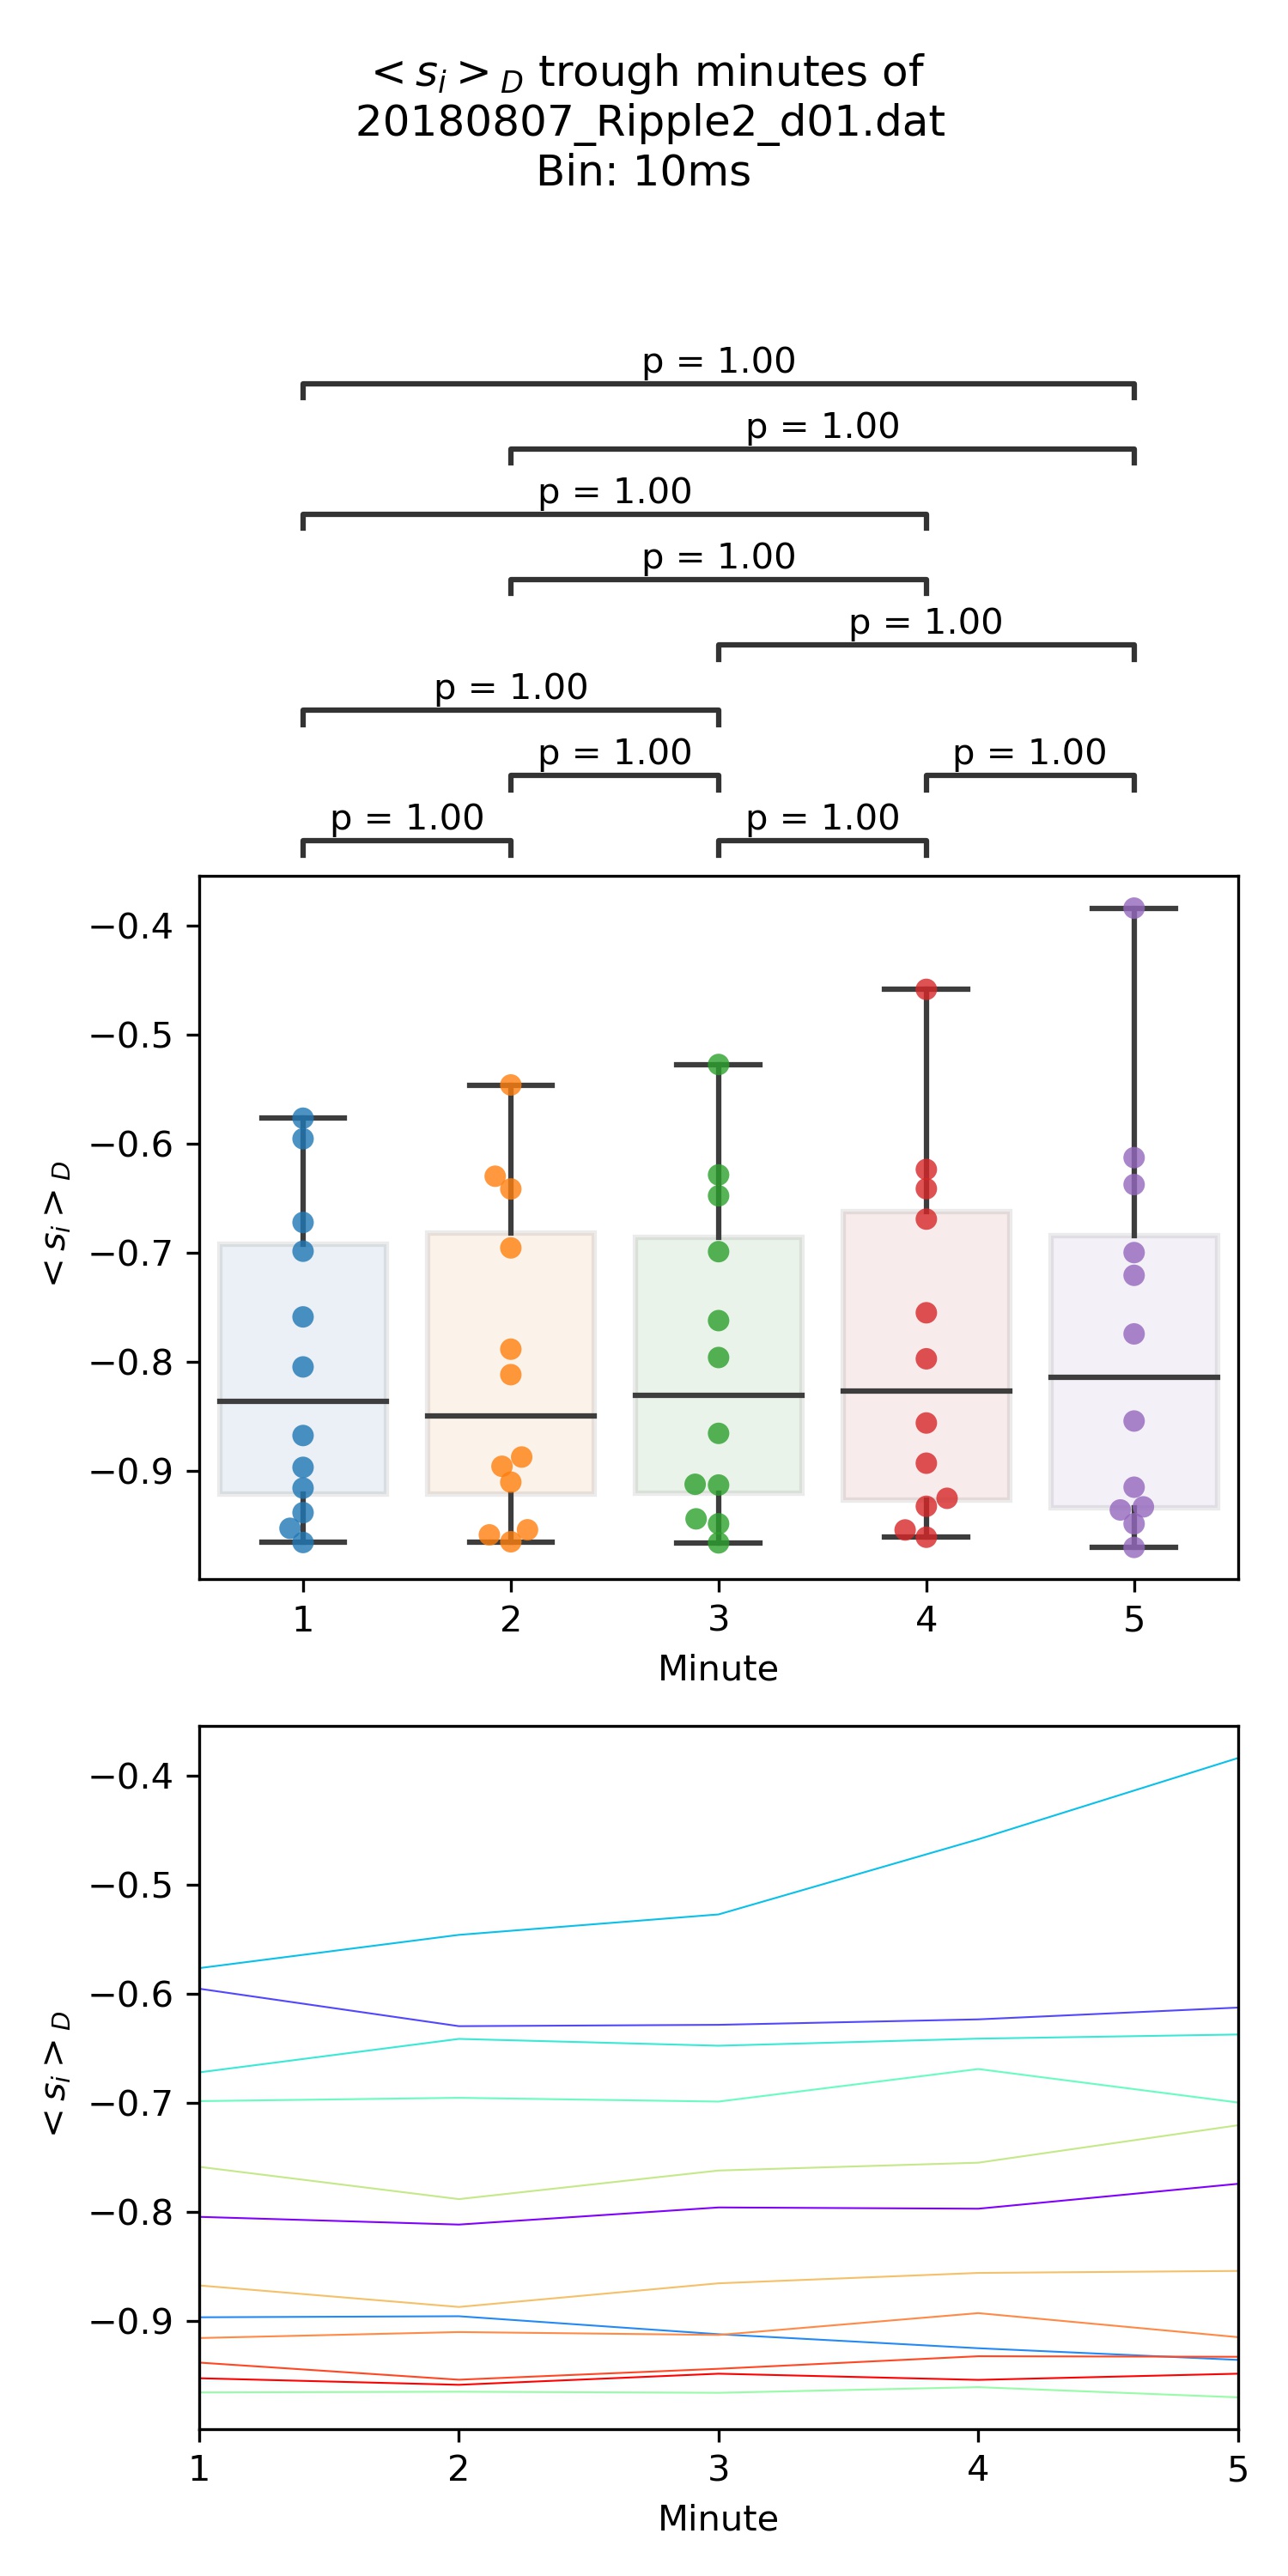 < s_i >_D trough minutes of
20180807_Ripple2_d01.dat
Bin: 10ms
p = 1.00
p = 1.00
p = 1.00
p = 1.00
p = 1.00
p = 1.00
p = 1.00 p = 1.00
p = 1.00 p = 1.00
−0.4
−0.5
−0.6
−0.7
−0.8
−0.9
< s_i >_D
1 2 3 4 5
Minute
−0.4
−0.5
−0.6
−0.7
−0.8
−0.9
< s_i >_D
1 2 3 4 5
Minute